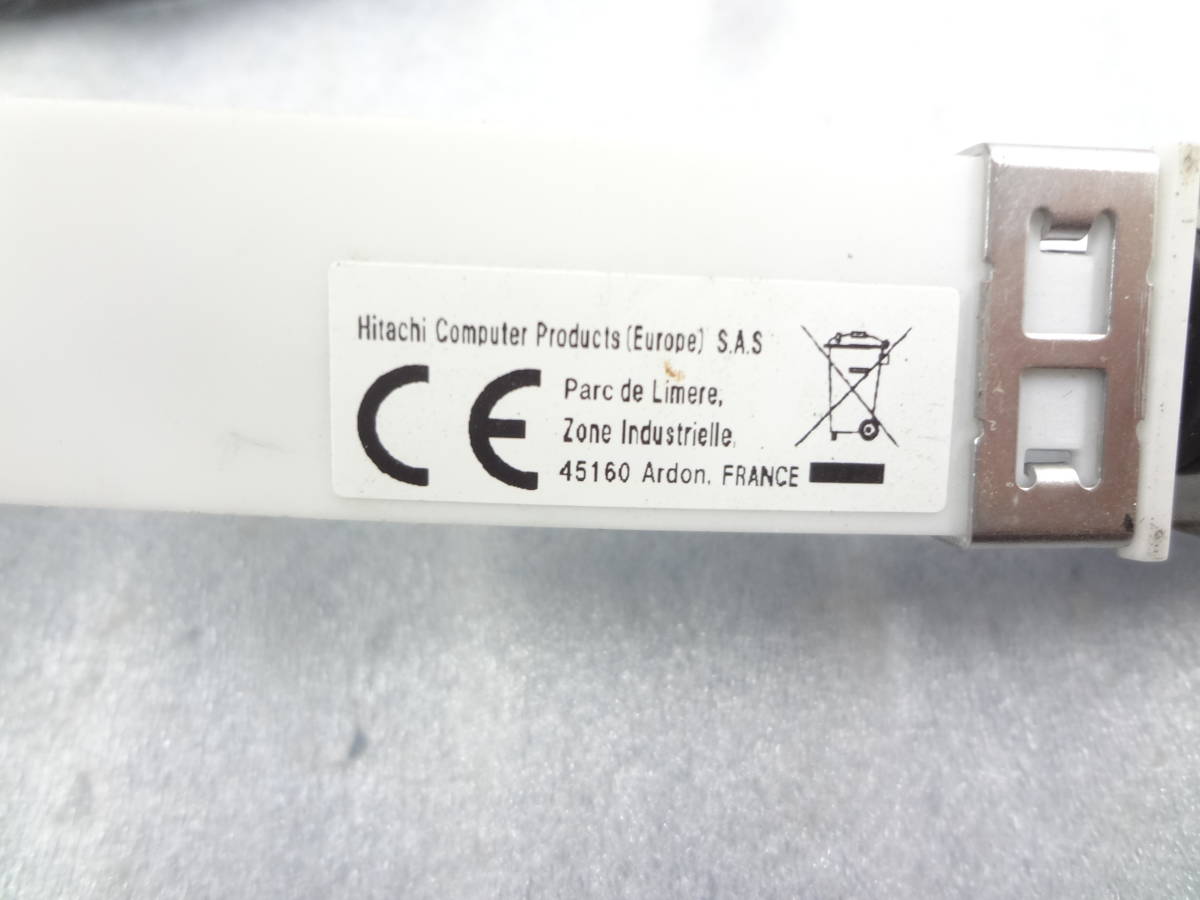 Hitachi Computer Products (Europe) S.A.S
CE
Parc de Limere,
Zone Industrielle,
45160 Ardon. FRANCE